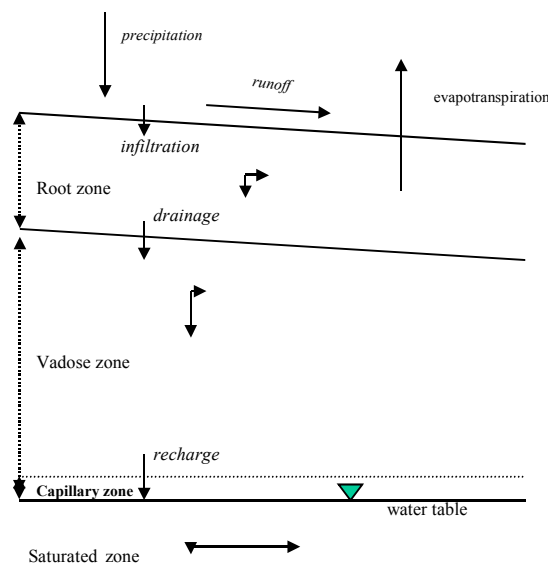 precipitation
runoff
evapotranspiration
infiltration
Root zone
drainage
Vadose zone
recharge
Capillary zone
water table
Saturated zone